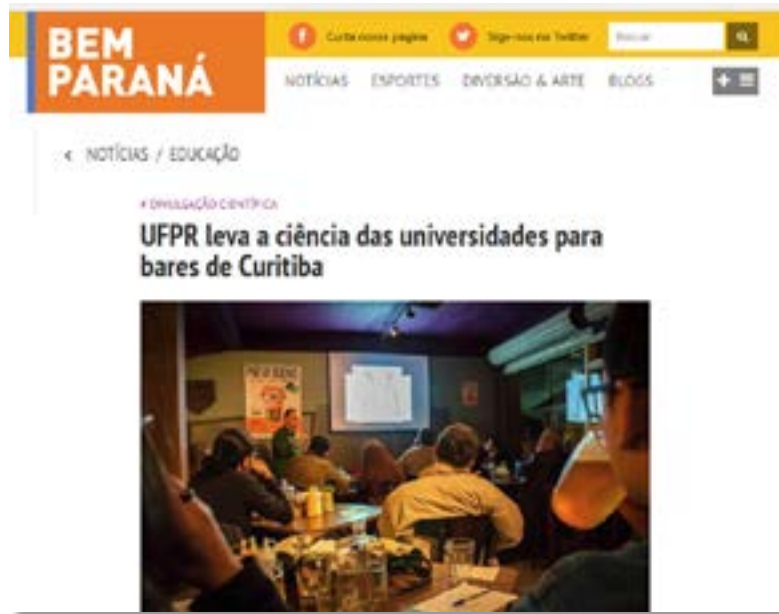 BEM
PARANÁ
Curta nossa página
Siga-nos no Twitter
Buscar
NOTÍCIAS ESPORTES DIVERSÃO & ARTE BLOGS
< NOTÍCIAS / EDUCAÇÃO
# DIVULGAÇÃO CIENTÍFICA
UFPR leva a ciência das universidades para
bares de Curitiba